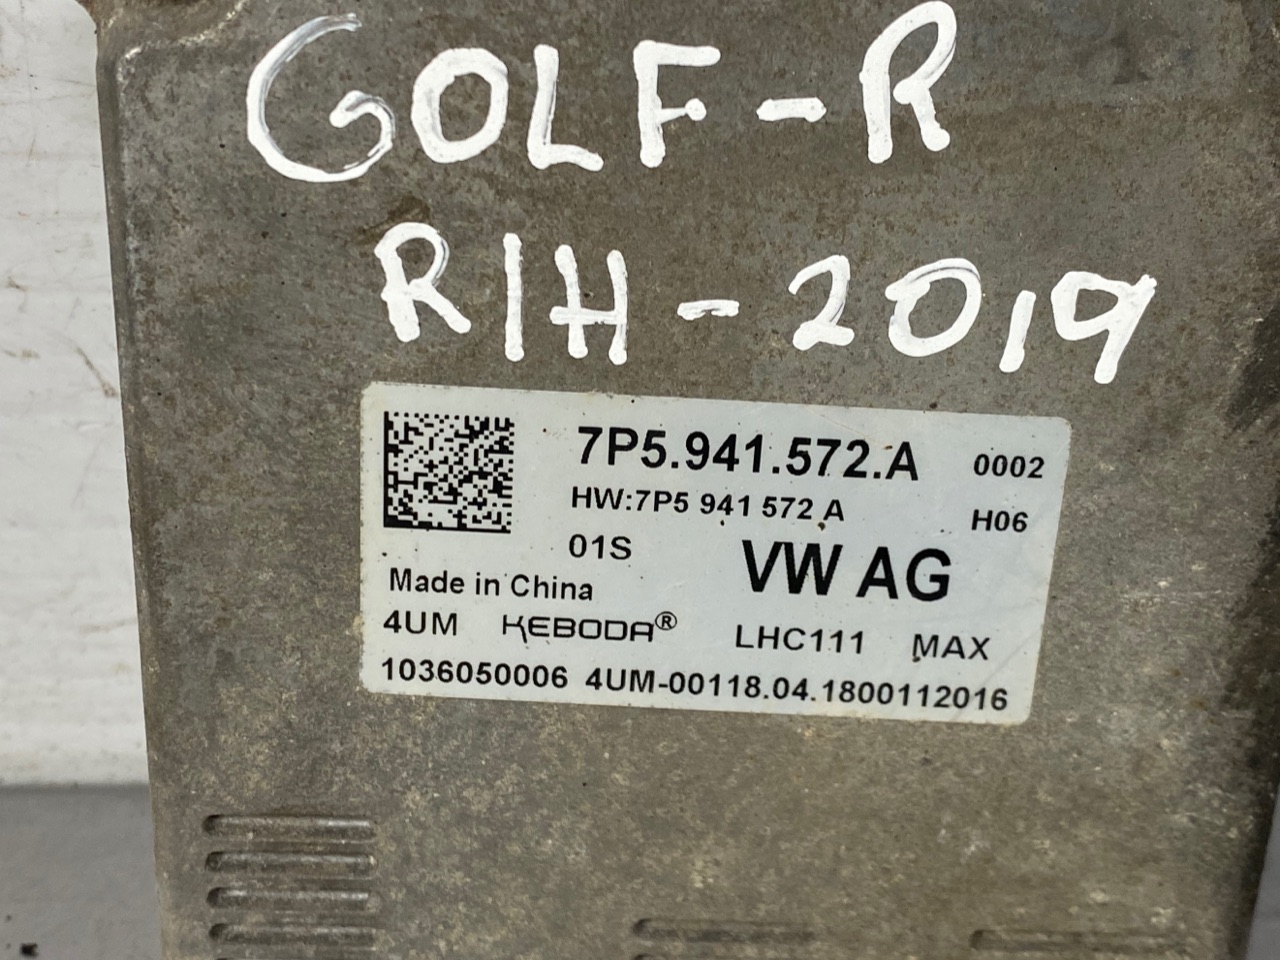 GOLF-R
R/H-2019
7P5.941.572.A 0002
HW:7P5 941 572 A H06
01S VW AG
Made in China
4UM KEBODA® LHC111 MAX
1036050006 4UM-00118.04.1800112016